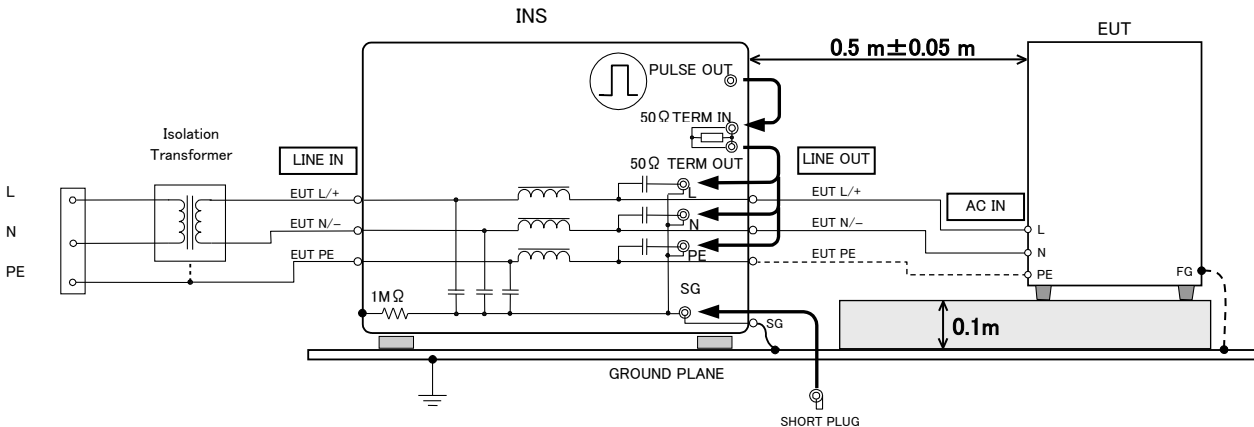 INS
EUT
0.5 m±0.05 m
PULSE OUT
50Ω TERM IN
Isolation
Transformer
LINE IN
50Ω TERM OUT
LINE OUT
L
EUT L/+
L
EUT L/+
AC IN
N
EUT N/-
N
EUT N/-
L
N
PE
EUT PE
PE
EUT PE
PE
FG
1MΩ
SG
SG
0.1m
GROUND PLANE
SHORT PLUG